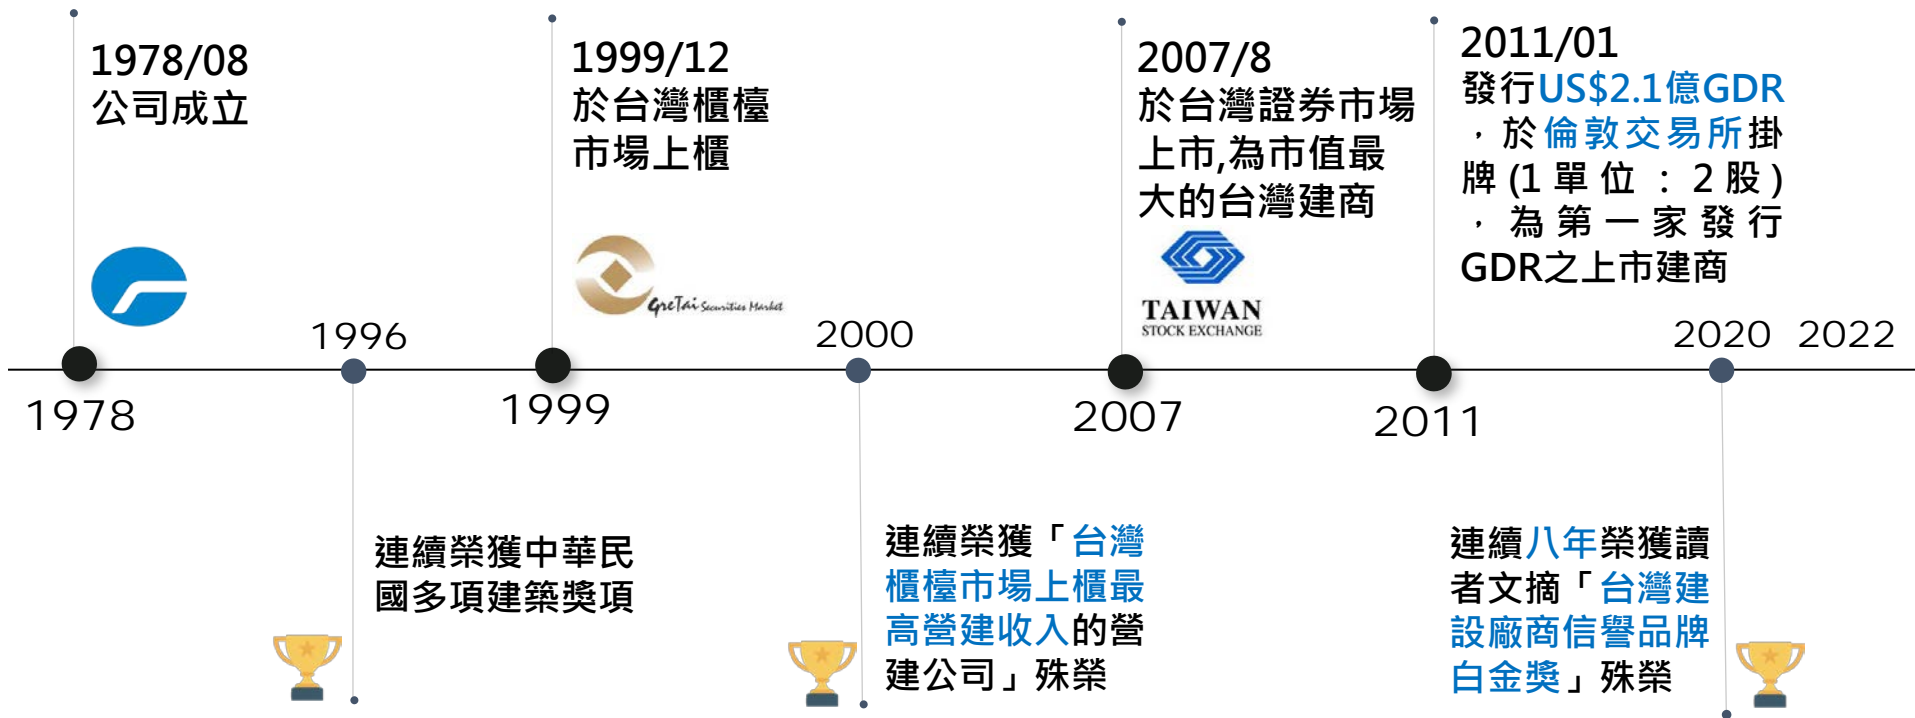 1978/08
公司成立
1999/12
於台灣櫃檯
市場上櫃
2007/8
於台灣證券市場
上市,為市值最
大的台灣建商
2011/01
發行US$2.1億GDR
，於倫敦交易所掛
牌(1單位：2股)
，為第一家發行
GDR之上市建商
GreTai Securities Market
TAIWAN
STOCK EXCHANGE
1996
2000
2020 2022
1978
1999
2007
2011
連續榮獲中華民
國多項建築獎項
連續榮獲「台灣
櫃檯市場上櫃最
高營建收入的營
建公司」殊榮
連續八年榮獲讀
者文摘「台灣建
設廠商信譽品牌
白金獎」殊榮